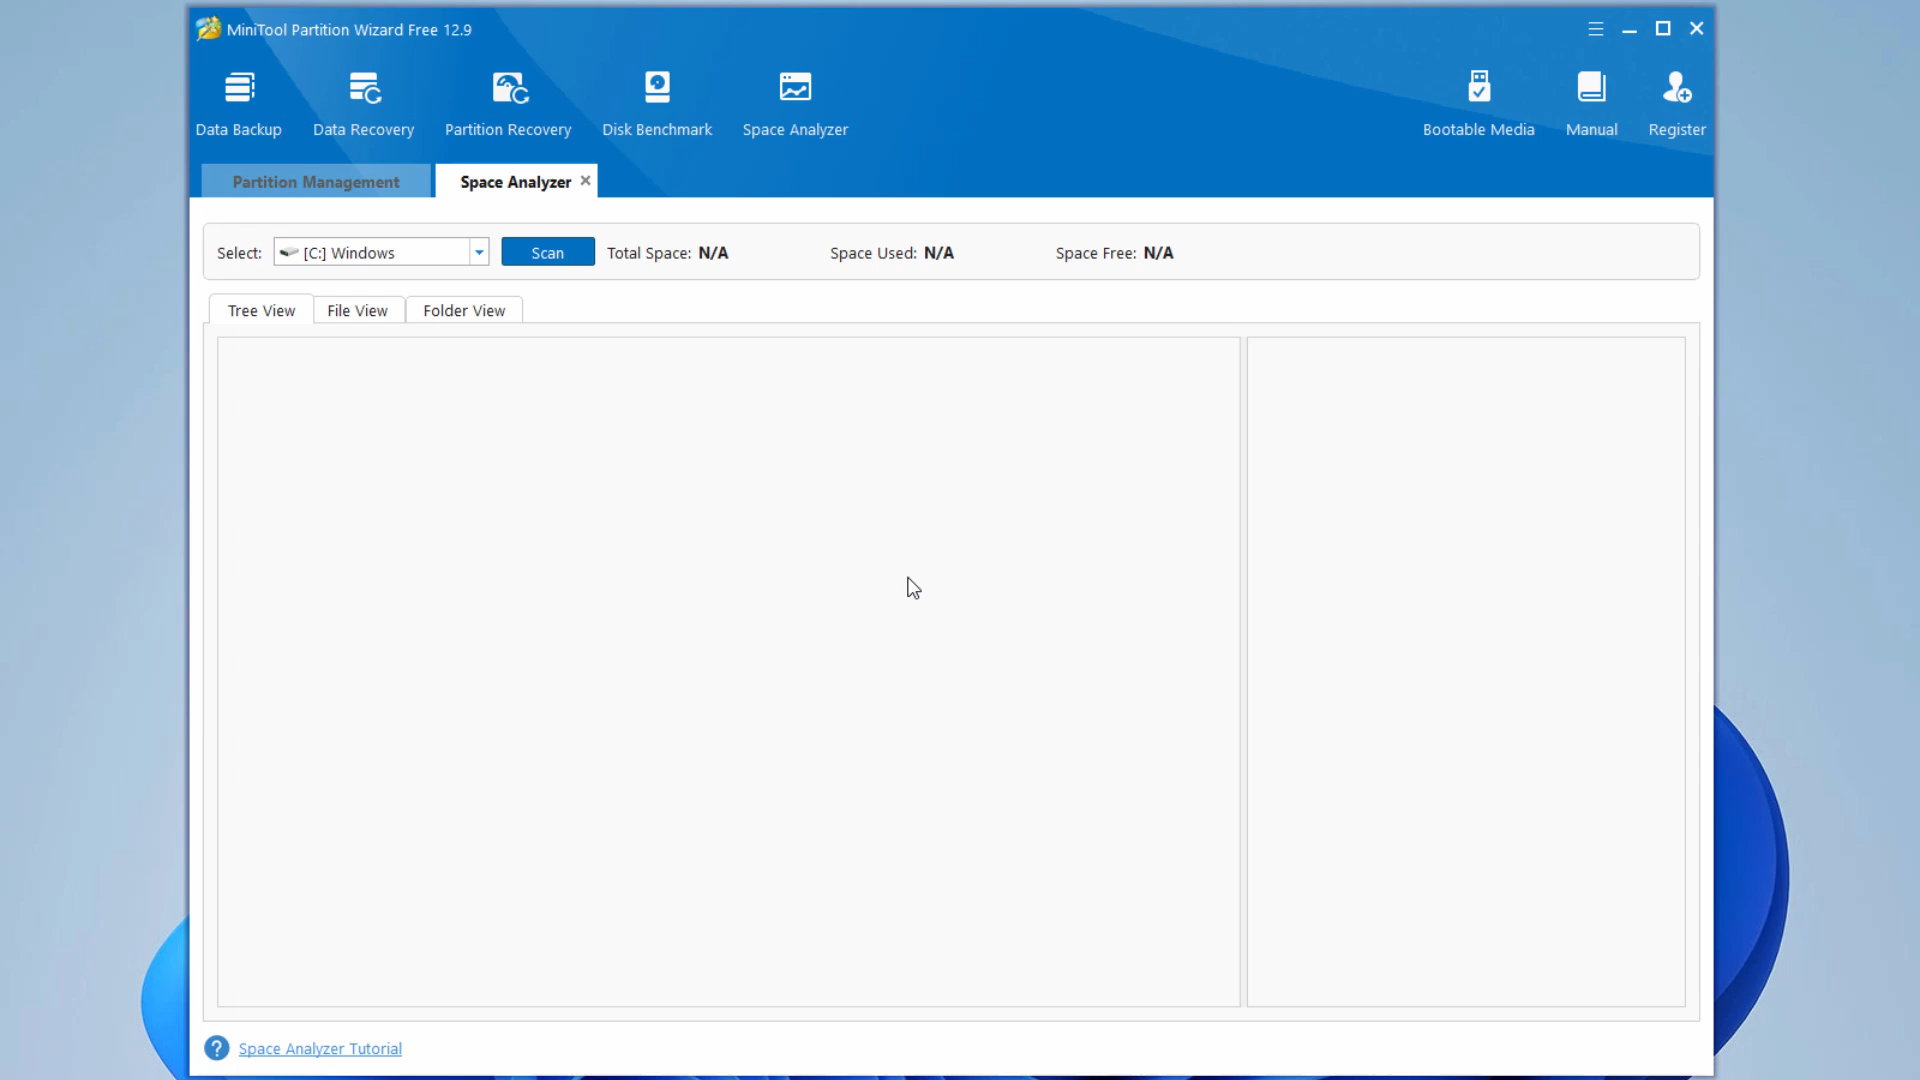 MiniTool Partition Wizard Free 12.9
Data Backup
Data Recovery
Partition Recovery
Disk Benchmark
Space Analyzer
Bootable Media
Manual
Register
Partition Management
Space Analyzer
Select: [C:] Windows
Scan
Total Space: N/A
Space Used: N/A
Space Free: N/A
Tree View
File View
Folder View
? Space Analyzer Tutorial